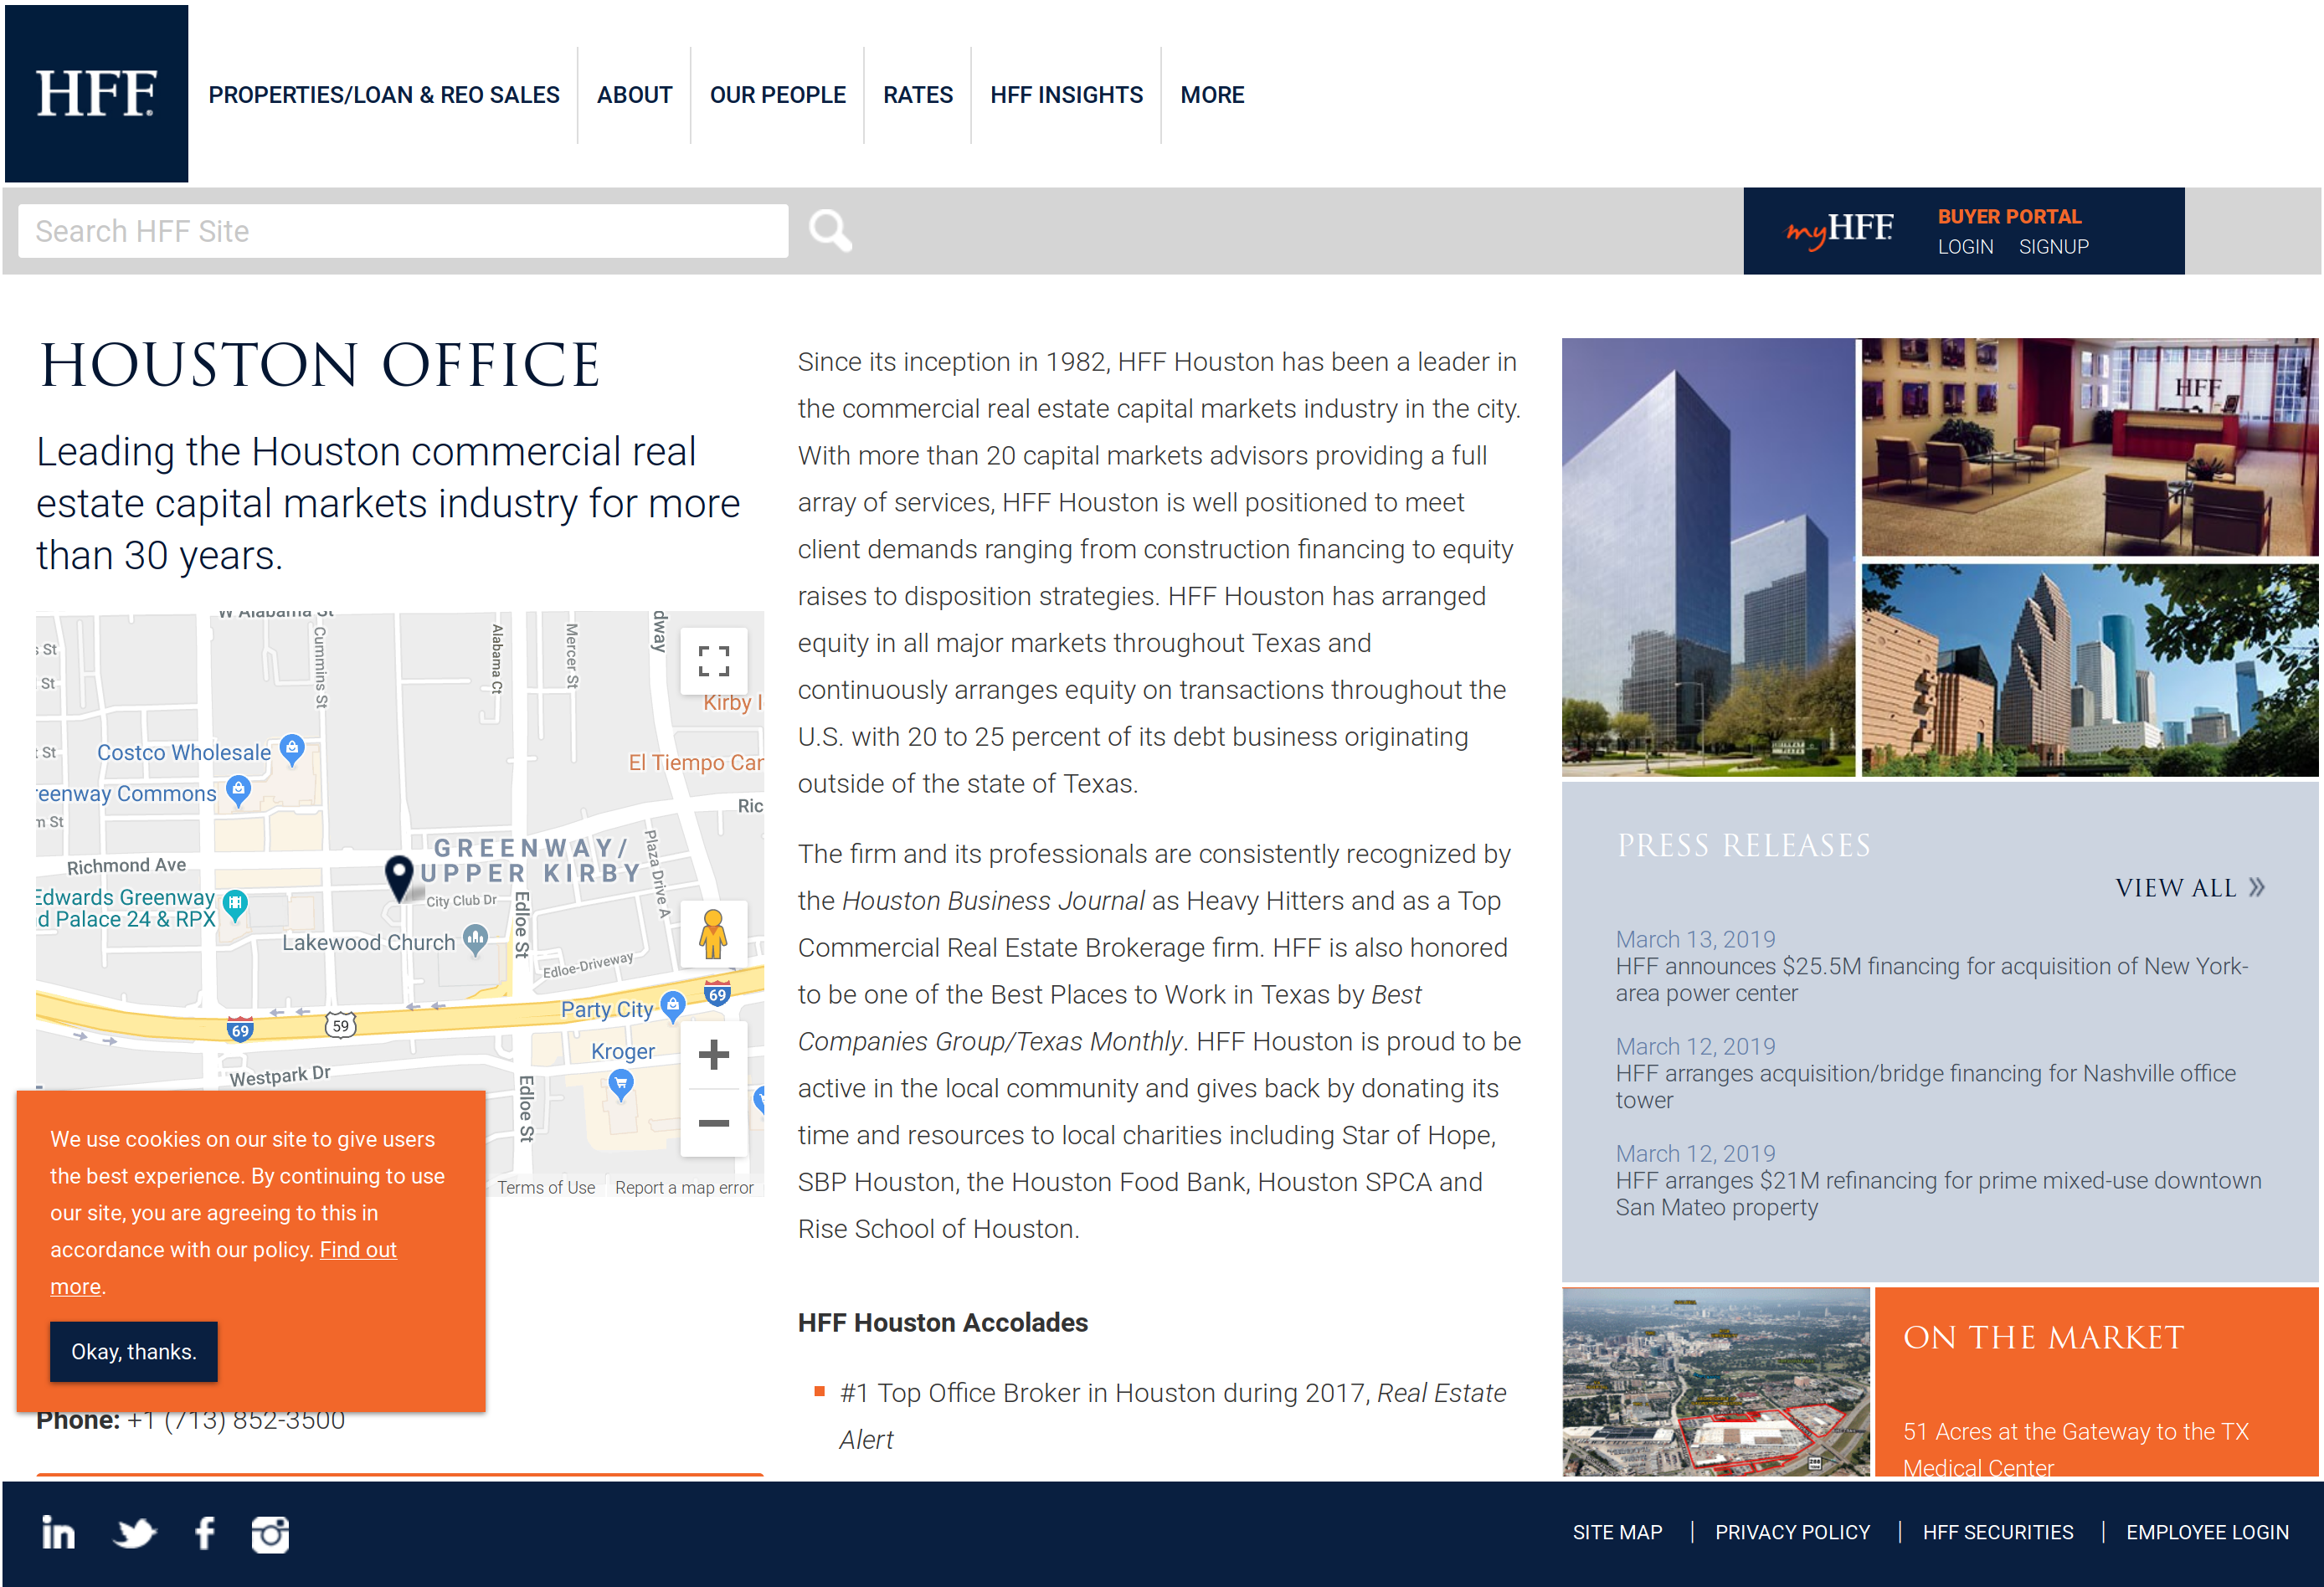 HFF
PROPERTIES/LOAN & REO SALES
ABOUT
OUR PEOPLE
RATES
HFF INSIGHTS
MORE
Search HFF Site
myHFF
BUYER PORTAL
LOGIN SIGNUP
HOUSTON OFFICE
Leading the Houston commercial real
estate capital markets industry for more
than 30 years.
W Alabama St
Cummins St
Alabama Ct
Mercer St
dway
St
St
St
Kirby
Costco Wholesale
El Tiempo Can
reenway Commons
m St
Ric
Richmond Ave
GREENWAY/
UPPER KIRBY
Plaza Drive A
Edwards Greenway
d Palace 24 & RPX
City Club Dr
Edloe St
Lakewood Church
Edloe-Driveway
69
Party City
69
59
Kroger
Westpark Dr
Edloe St
Terms of Use
Report a map error
We use cookies on our site to give users
the best experience. By continuing to use
our site, you are agreeing to this in
accordance with our policy. Find out
more.
Okay, thanks.
Phone: +1 (713) 852-3500
Since its inception in 1982, HFF Houston has been a leader in
the commercial real estate capital markets industry in the city.
With more than 20 capital markets advisors providing a full
array of services, HFF Houston is well positioned to meet
client demands ranging from construction financing to equity
raises to disposition strategies. HFF Houston has arranged
equity in all major markets throughout Texas and
continuously arranges equity on transactions throughout the
U.S. with 20 to 25 percent of its debt business originating
outside of the state of Texas.
The firm and its professionals are consistently recognized by
the Houston Business Journal as Heavy Hitters and as a Top
Commercial Real Estate Brokerage firm. HFF is also honored
to be one of the Best Places to Work in Texas by Best
Companies Group/Texas Monthly. HFF Houston is proud to be
active in the local community and gives back by donating its
time and resources to local charities including Star of Hope,
SBP Houston, the Houston Food Bank, Houston SPCA and
Rise School of Houston.
HFF Houston Accolades
#1 Top Office Broker in Houston during 2017, Real Estate
Alert
HFF
PRESS RELEASES
VIEW ALL »
March 13, 2019
HFF announces $25.5M financing for acquisition of New York-
area power center
March 12, 2019
HFF arranges acquisition/bridge financing for Nashville office
tower
March 12, 2019
HFF arranges $21M refinancing for prime mixed-use downtown
San Mateo property
ON THE MARKET
51 Acres at the Gateway to the TX
Medical Center
SITE MAP
PRIVACY POLICY
HFF SECURITIES
EMPLOYEE LOGIN